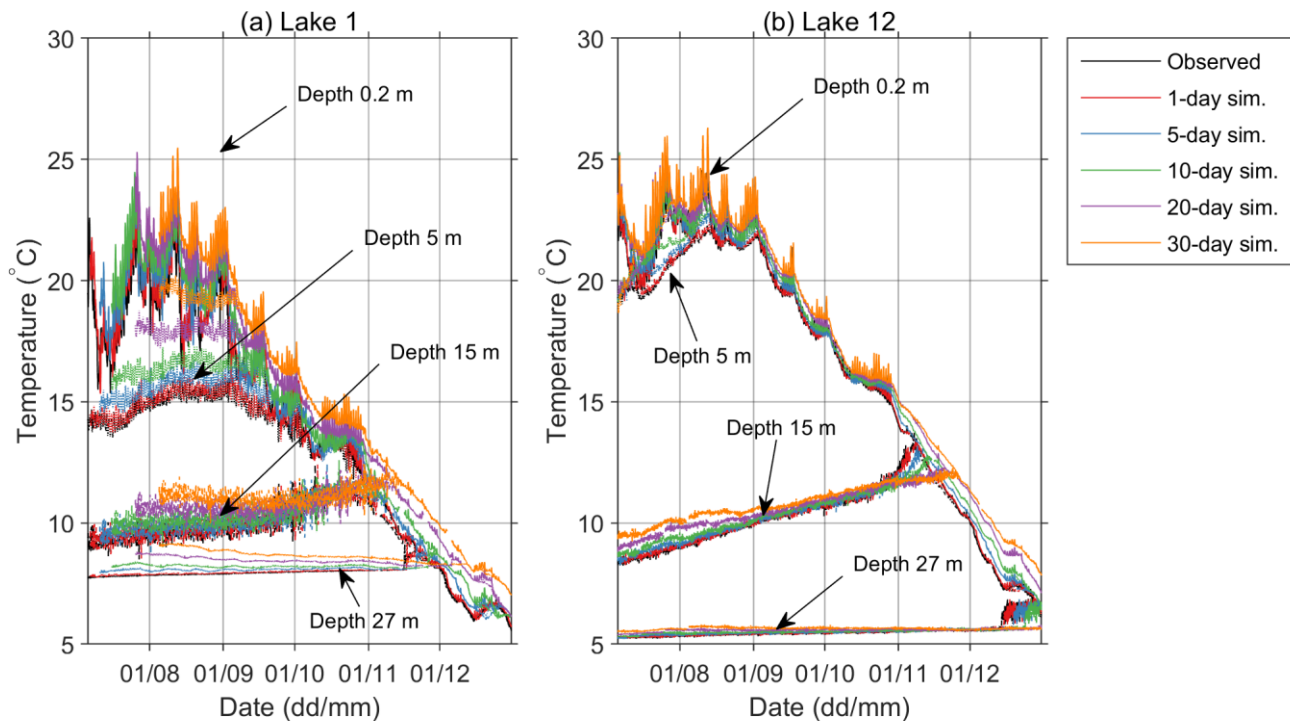 (a) Lake 1
30
25
20
15
10
5
Temperature (°C)
Depth 0.2 m
Depth 5 m
Depth 15 m
Depth 27 m
01/08 01/09 01/10 01/11 01/12
Date (dd/mm)
(b) Lake 12
30
25
20
15
10
5
Temperature (°C)
Depth 0.2 m
Depth 5 m
Depth 15 m
Depth 27 m
01/08 01/09 01/10 01/11 01/12
Date (dd/mm)
Observed
1-day sim.
5-day sim.
10-day sim.
20-day sim.
30-day sim.